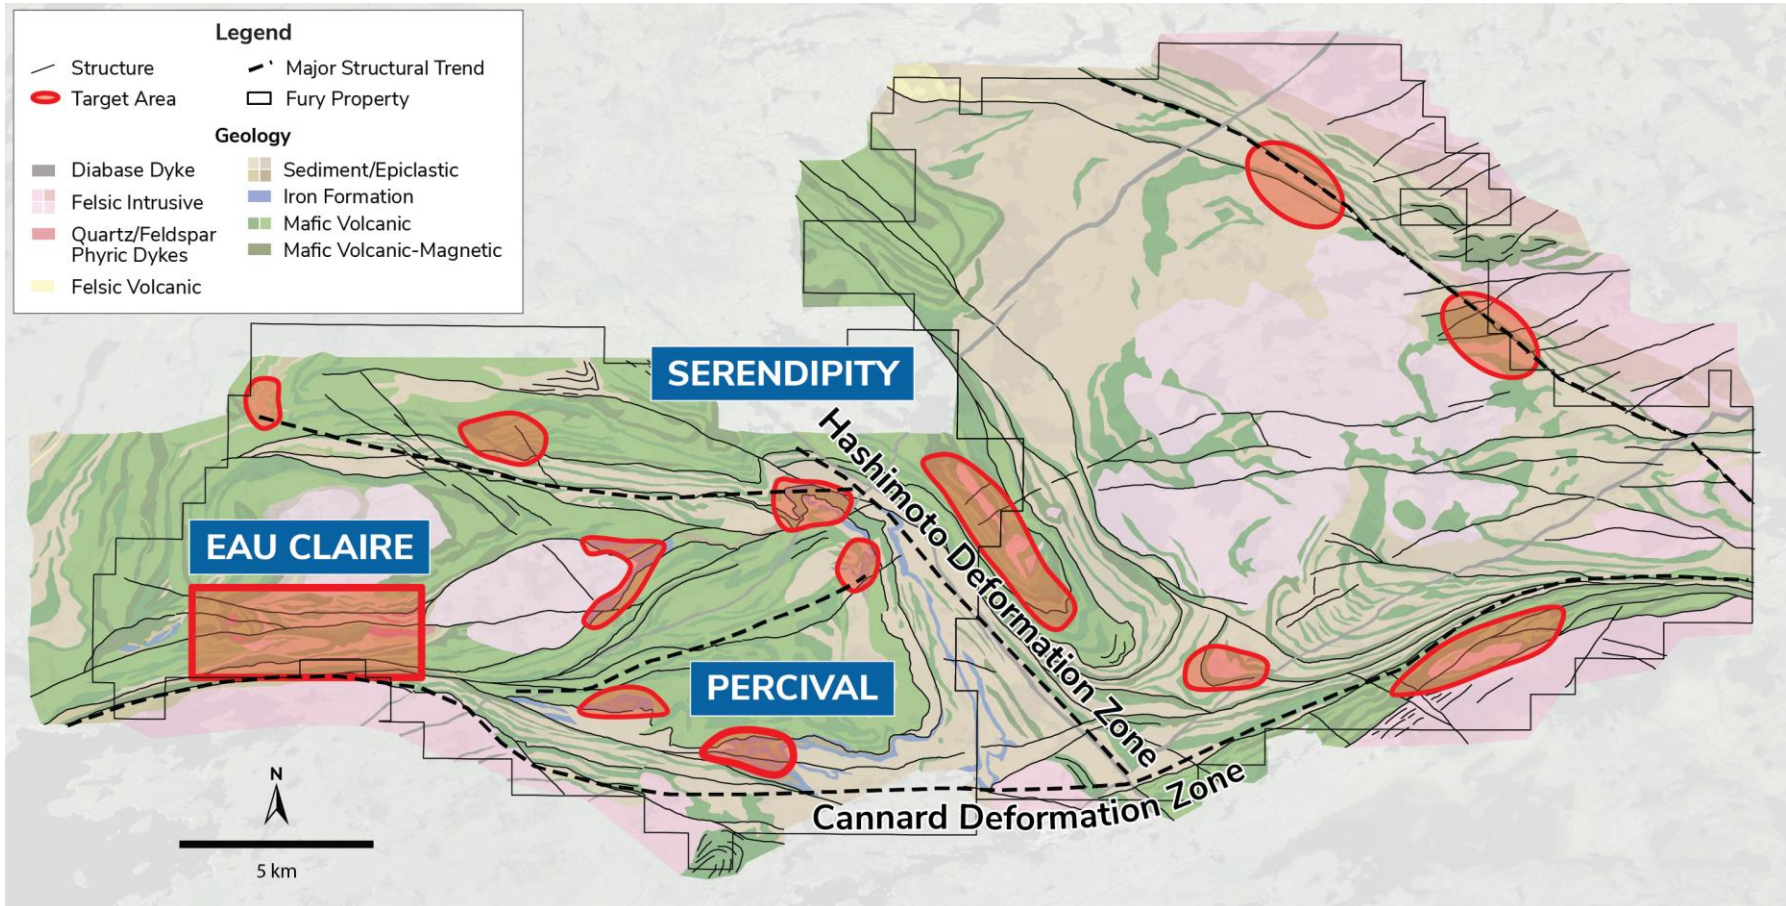 Legend
Structure
Major Structural Trend
Target Area
Fury Property
Geology
Diabase Dyke
Felsic Intrusive
Quartz/Feldspar
Phyric Dykes
Felsic Volcanic
Sediment/Epiclastic
Iron Formation
Mafic Volcanic
Mafic Volcanic-Magnetic
SERENDIPITY
Hashimoto Deformation Zone
EAU CLAIRE
PERCIVAL
Cannard Deformation Zone
N
5 km